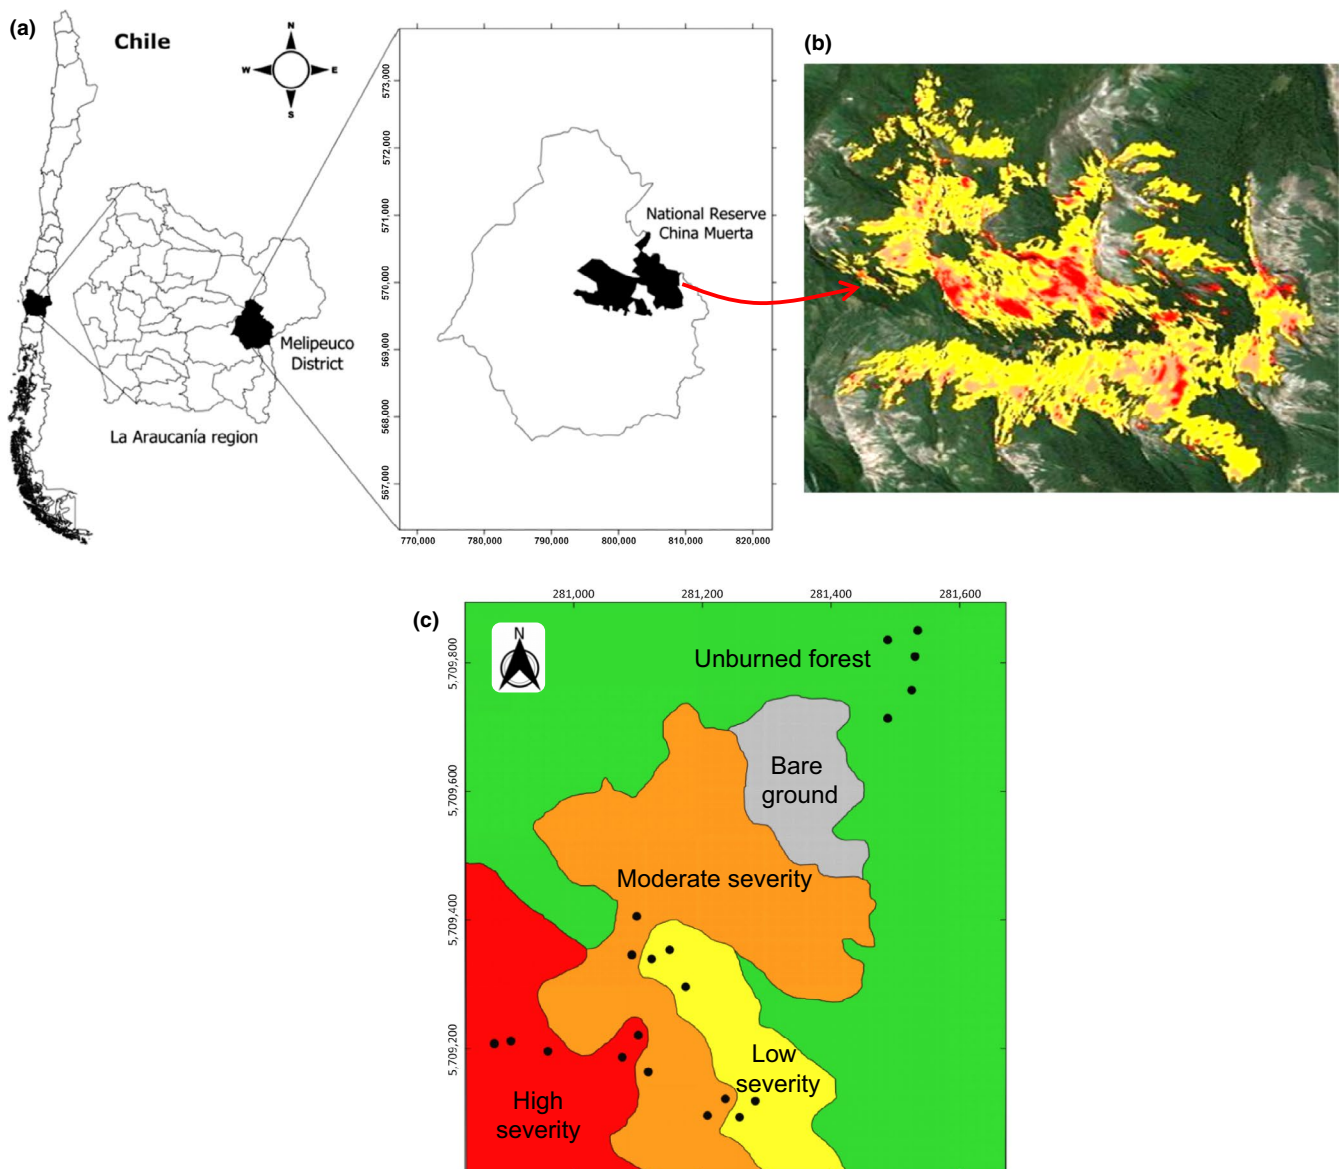 (a)
Chile
N
W
E
S
573,000
572,000
571,000
570,000
569,000
568,000
567,000
770,000
780,000
790,000
800,000
810,000
820,000
National Reserve
China Muerta
Melipeuco
District
La Araucanía region
(b)
(c)
281,000
281,200
281,400
281,600
5,709,800
5,709,600
5,709,400
5,709,200
N
Unburned forest
Bare
ground
Moderate severity
Low
severity
High
severity